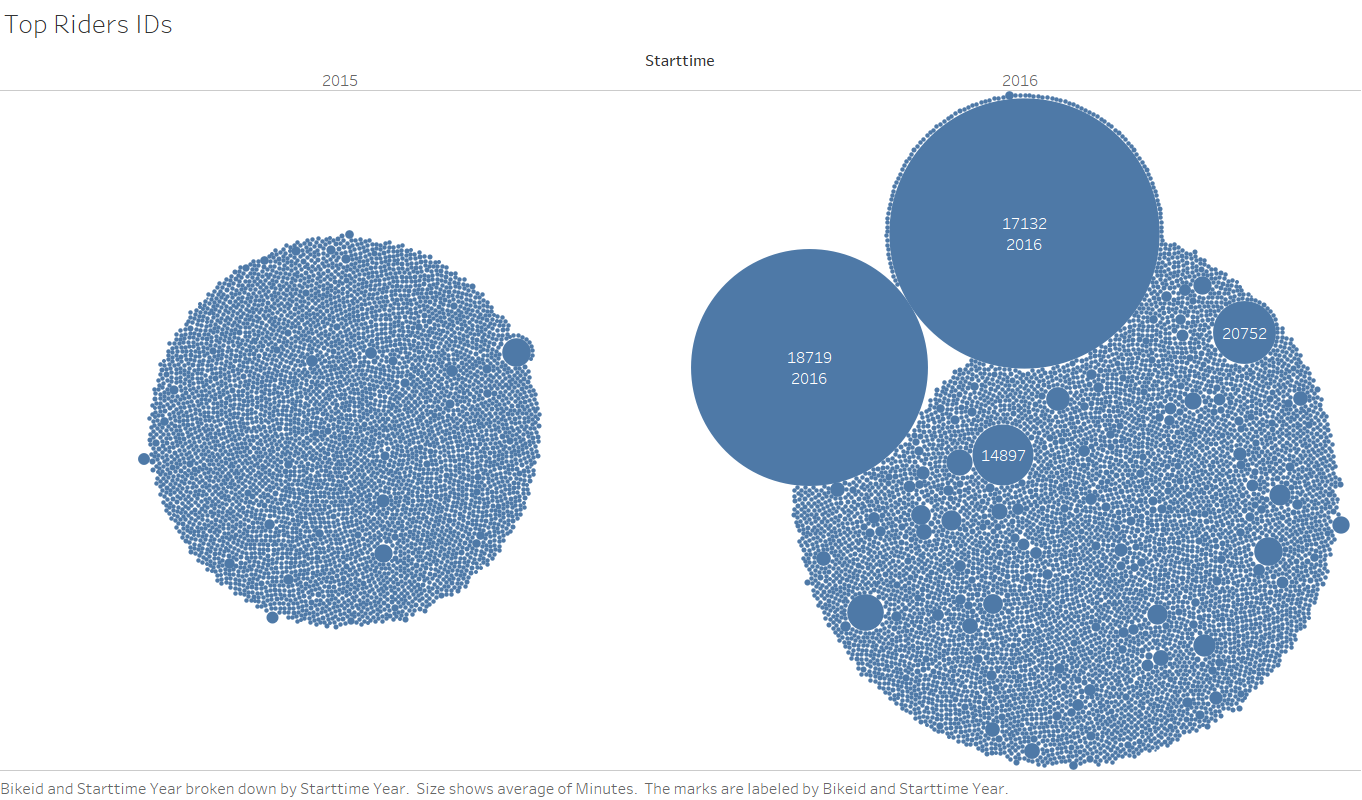 Top Riders IDs
Starttime
2015
2016
17132
2016
20752
18719
2016
14897
Bikeid and Starttime Year broken down by Starttime Year.  Size shows average of Minutes.  The marks are labeled by Bikeid and Starttime Year.